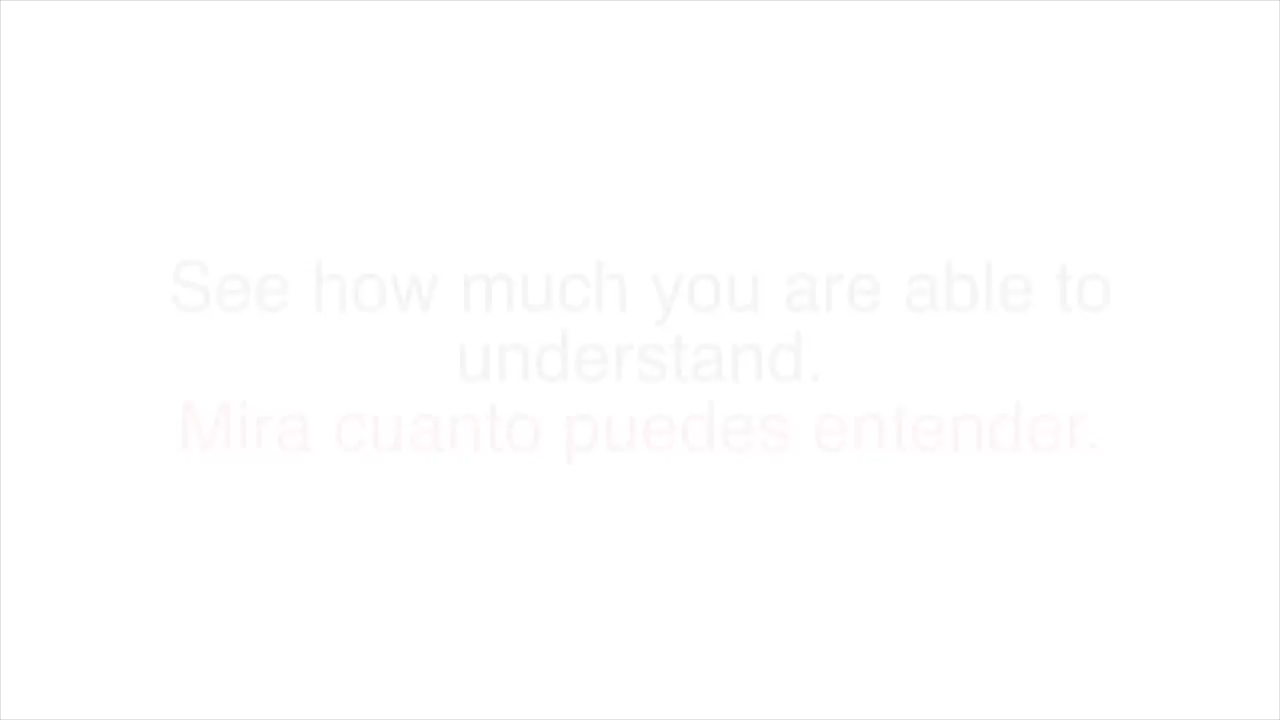 See how much you are able to
understand.
Mira cuanto puedes entender.